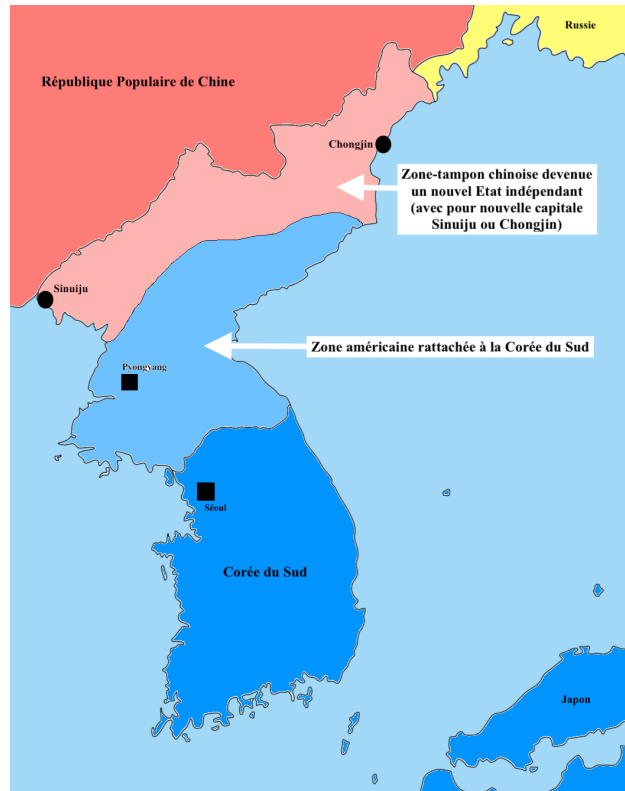 Russie
République Populaire de Chine
Chongjin
Zone-tampon chinoise devenue
un nouvel Etat indépendant
(avec pour nouvelle capitale
Sinuiju ou Chongjin)
Sinuiju
Zone américaine rattachée à la Corée du Sud
Pyongyang
Séoul
Corée du Sud
Japon